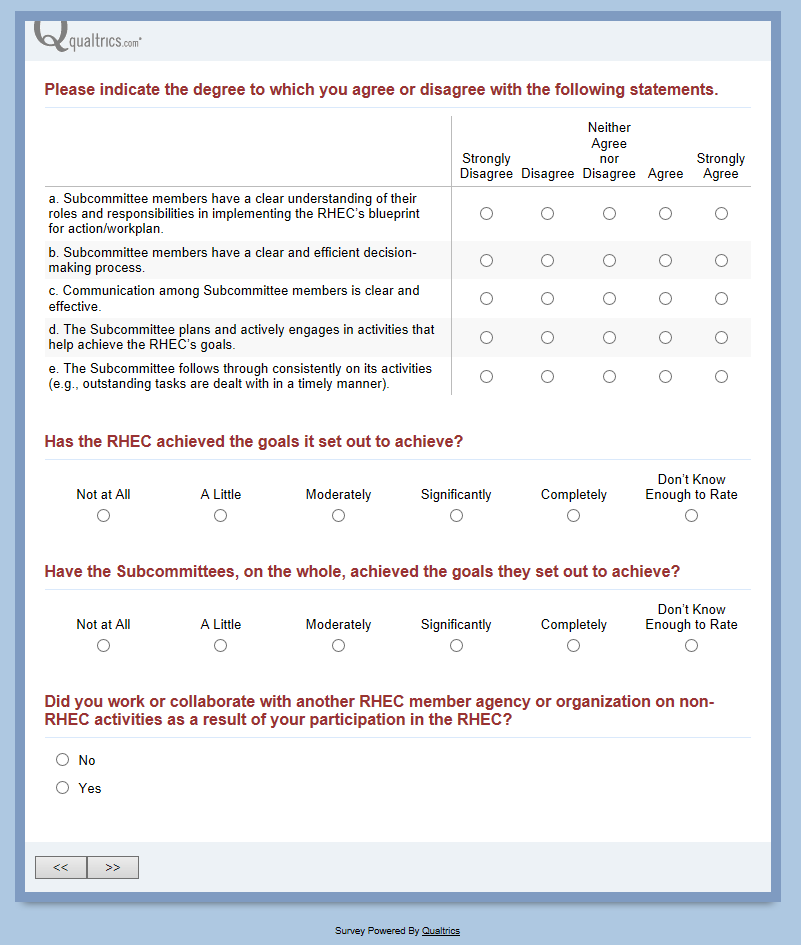 qualtrics.com®
Please indicate the degree to which you agree or disagree with the following statements.
Neither
Agree
Strongly nor Strongly
Disagree Disagree Disagree Agree Agree
a. Subcommittee members have a clear understanding of their
roles and responsibilities in implementing the RHEC's blueprint
for action/workplan.
b. Subcommittee members have a clear and efficient decision-
making process.
c. Communication among Subcommittee members is clear and
effective.
d. The Subcommittee plans and actively engages in activities that
help achieve the RHEC's goals.
e. The Subcommittee follows through consistently on its activities
(e.g., outstanding tasks are dealt with in a timely manner).
Has the RHEC achieved the goals it set out to achieve?
Don't Know
Not at All A Little Moderately Significantly Completely Enough to Rate
Have the Subcommittees, on the whole, achieved the goals they set out to achieve?
Don't Know
Not at All A Little Moderately Significantly Completely Enough to Rate
Did you work or collaborate with another RHEC member agency or organization on non-
RHEC activities as a result of your participation in the RHEC?
No
Yes
<< >>
Survey Powered By Qualtrics